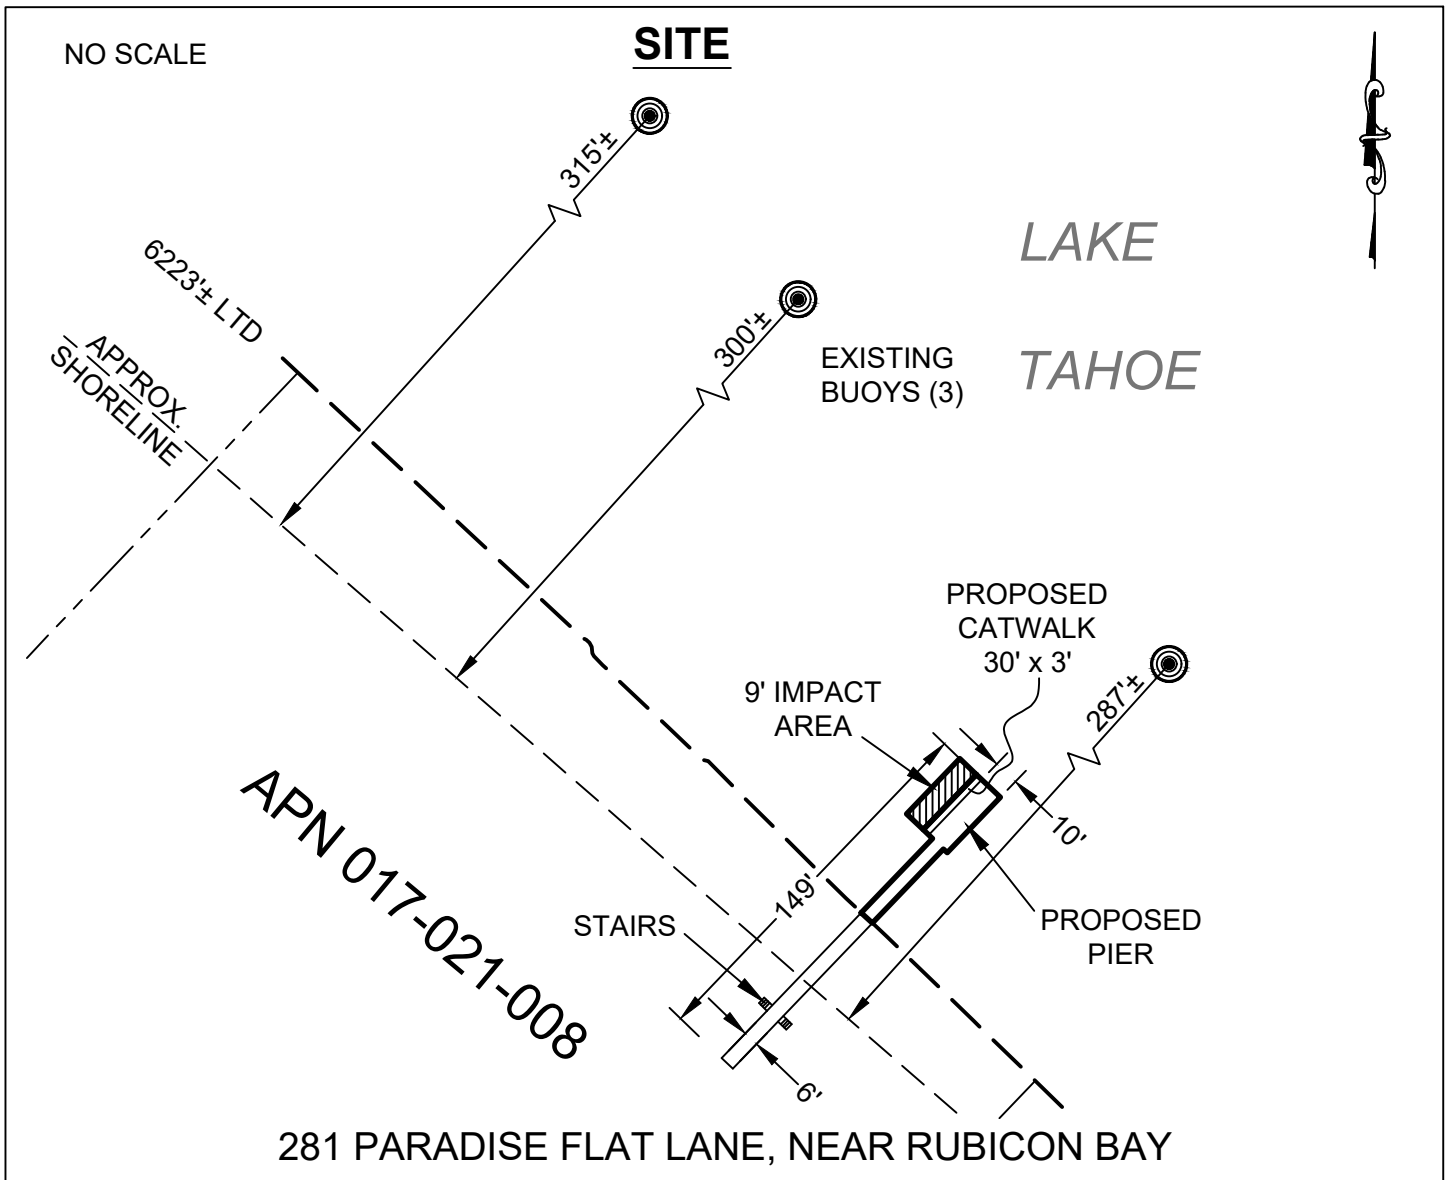 NO SCALE
SITE
315'±
LAKE
6223'± LTD
300'±
APPROX.
SHORELINE
EXISTING
BUOYS (3)
TAHOE
PROPOSED
CATWALK
30' x 3'
9' IMPACT
AREA
287'±
10'
APN 017-021-008
149'
STAIRS
PROPOSED
PIER
6'
281 PARADISE FLAT LANE, NEAR RUBICON BAY